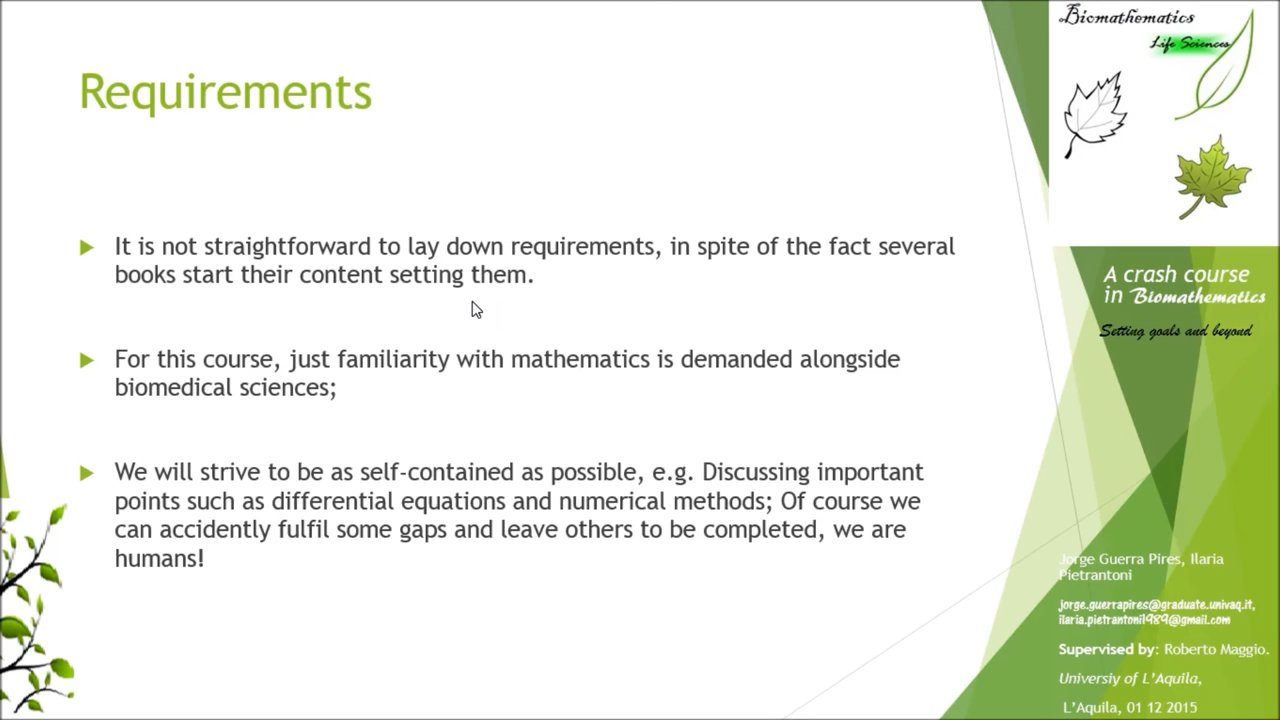 Requirements
It is not straightforward to lay down requirements, in spite of the fact several
books start their content setting them.
For this course, just familiarity with mathematics is demanded alongside
biomedical sciences;
We will strive to be as self-contained as possible, e.g. Discussing important
points such as differential equations and numerical methods; Of course we
can accidently fulfil some gaps and leave others to be completed, we are
humans!
Biomathematics
Life Sciences
A crash course
in Biomathematics
Setting goals and beyond
Jorge Guerra Pires, Ilaria
Pietrantoni
jorge.guerrapires@graduate.univaq.it,
ilaria.pietrantoni1989@gmail.com
Supervised by: Roberto Maggio.
Universiy of L’Aquila,
L’Aquila, 01 12 2015